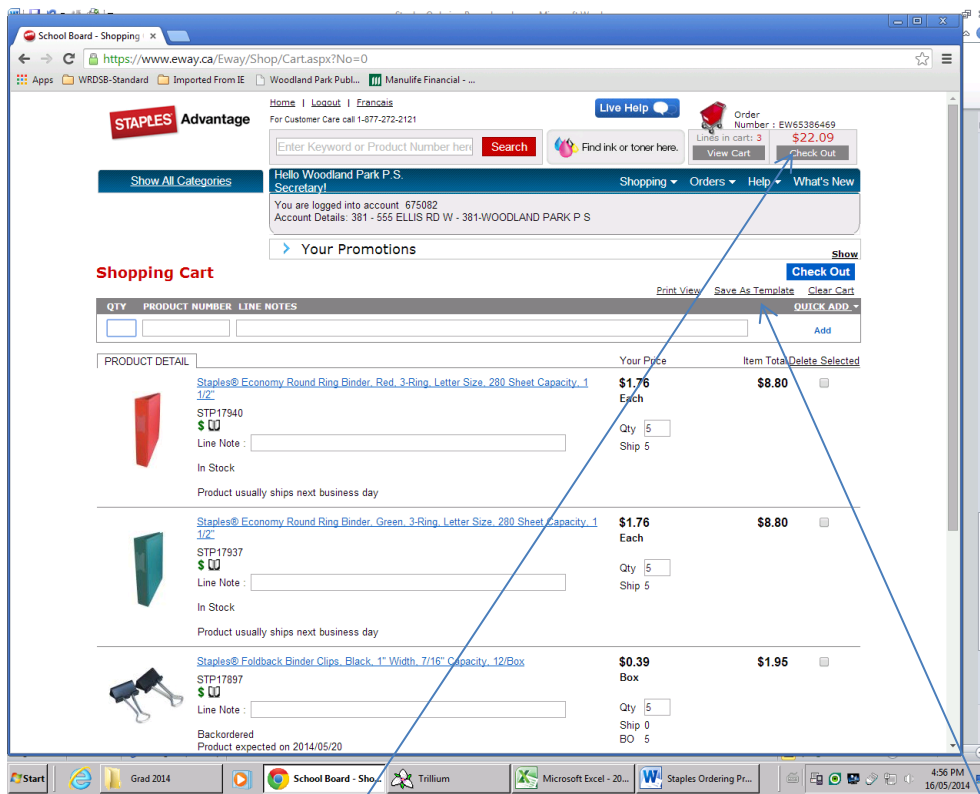 School Board - Shopping
https://www.eway.ca/Eway/Shop/Cart.aspx?No=0
Apps WRDSB-Standard Imported From IE Woodland Park Publ... Manulife Financial - ...
Home | Logout | Francais
For Customer Care call 1-877-272-2121
STAPLES Advantage
Live Help
Order
Number : EW65386469
Enter Keyword or Product Number here Search
Find ink or toner here.
Lines in cart: 3 $22.09
View Cart Check Out
Show All Categories
Hello Woodland Park P.S.
Secretary!
Shopping Orders Help What's New
You are logged into account 675082
Account Details: 381 - 555 ELLIS RD W - 381-WOODLAND PARK P S
Your Promotions
Show
Shopping Cart
Check Out
Print View Save As Template Clear Cart
QTY PRODUCT NUMBER LINE NOTES QUICK ADD
Add
PRODUCT DETAIL Your Price Item Total Delete Selected
Staples® Economy Round Ring Binder, Red, 3-Ring, Letter Size, 280 Sheet Capacity, 1 $1.76 $8.80
1/2" Each
STP17940
$
Qty 5
Line Note :
Ship 5
In Stock
Product usually ships next business day
Staples® Economy Round Ring Binder, Green, 3-Ring, Letter Size, 280 Sheet Capacity, 1 $1.76 $8.80
1/2" Each
STP17937
$
Qty 5
Line Note :
Ship 5
In Stock
Product usually ships next business day
Staples® Foldback Binder Clips, Black, 1" Width, 7/16" Capacity, 12/Box $0.39 $1.95
Box
STP17897
$
Qty 5
Line Note :
Ship 0
Backordered
BO 5
Product expected on 2014/05/20
Start Grad 2014 School Board - Sho... Trillium Microsoft Excel - 20... Staples Ordering Pr... 4:56 PM
16/05/2014